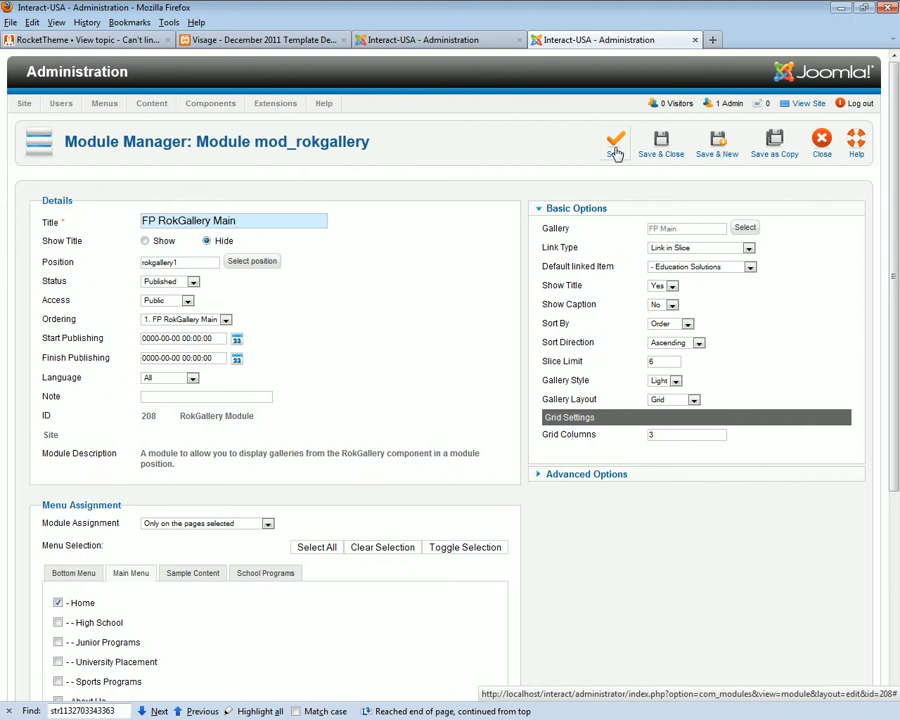 Interact-USA - Administration - Mozilla Firefox
File Edit View History Bookmarks Tools Help
RocketTheme • View topic - Can't lin... ×
Visage - December 2011 Template De... ×
Interact-USA - Administration ×
Interact-USA - Administration × +
Administration
Joomla!
Site Users Menus Content Components Extensions Help
0 Visitors 1 Admin 0 View Site Log out
Module Manager: Module mod_rokgallery
Save & Close Save & New Save as Copy Close Help
Details
Title *
FP RokGallery Main
Show Title
Show
Hide
Position
rokgallery1
Select position
Status
Published
Access
Public
Ordering
1. FP RokGallery Main
Start Publishing
0000-00-00 00:00:00
23
Finish Publishing
0000-00-00 00:00:00
23
Language
All
Note
ID
208
RokGallery Module
Site
Module Description
A module to allow you to display galleries from the RokGallery component in a module
position.
Basic Options
Gallery
FP Main
Select
Link Type
Link in Slice
Default linked Item
- Education Solutions
Show Title
Yes
Show Caption
No
Sort By
Order
Sort Direction
Ascending
Slice Limit
6
Gallery Style
Light
Gallery Layout
Grid
Grid Settings
Grid Columns
3
Advanced Options
Menu Assignment
Module Assignment
Only on the pages selected
Menu Selection:
Select All
Clear Selection
Toggle Selection
Bottom Menu
Main Menu
Sample Content
School Programs
- Home
- - High School
- - Junior Programs
- - University Placement
- - Sports Programs
- - About Us
http://localhost/interact/administrator/index.php?option=com_modules&view=module&layout=edit&id=208#
× Find: str1132703343363 Next Previous Highlight all Match case Reached end of page, continued from top